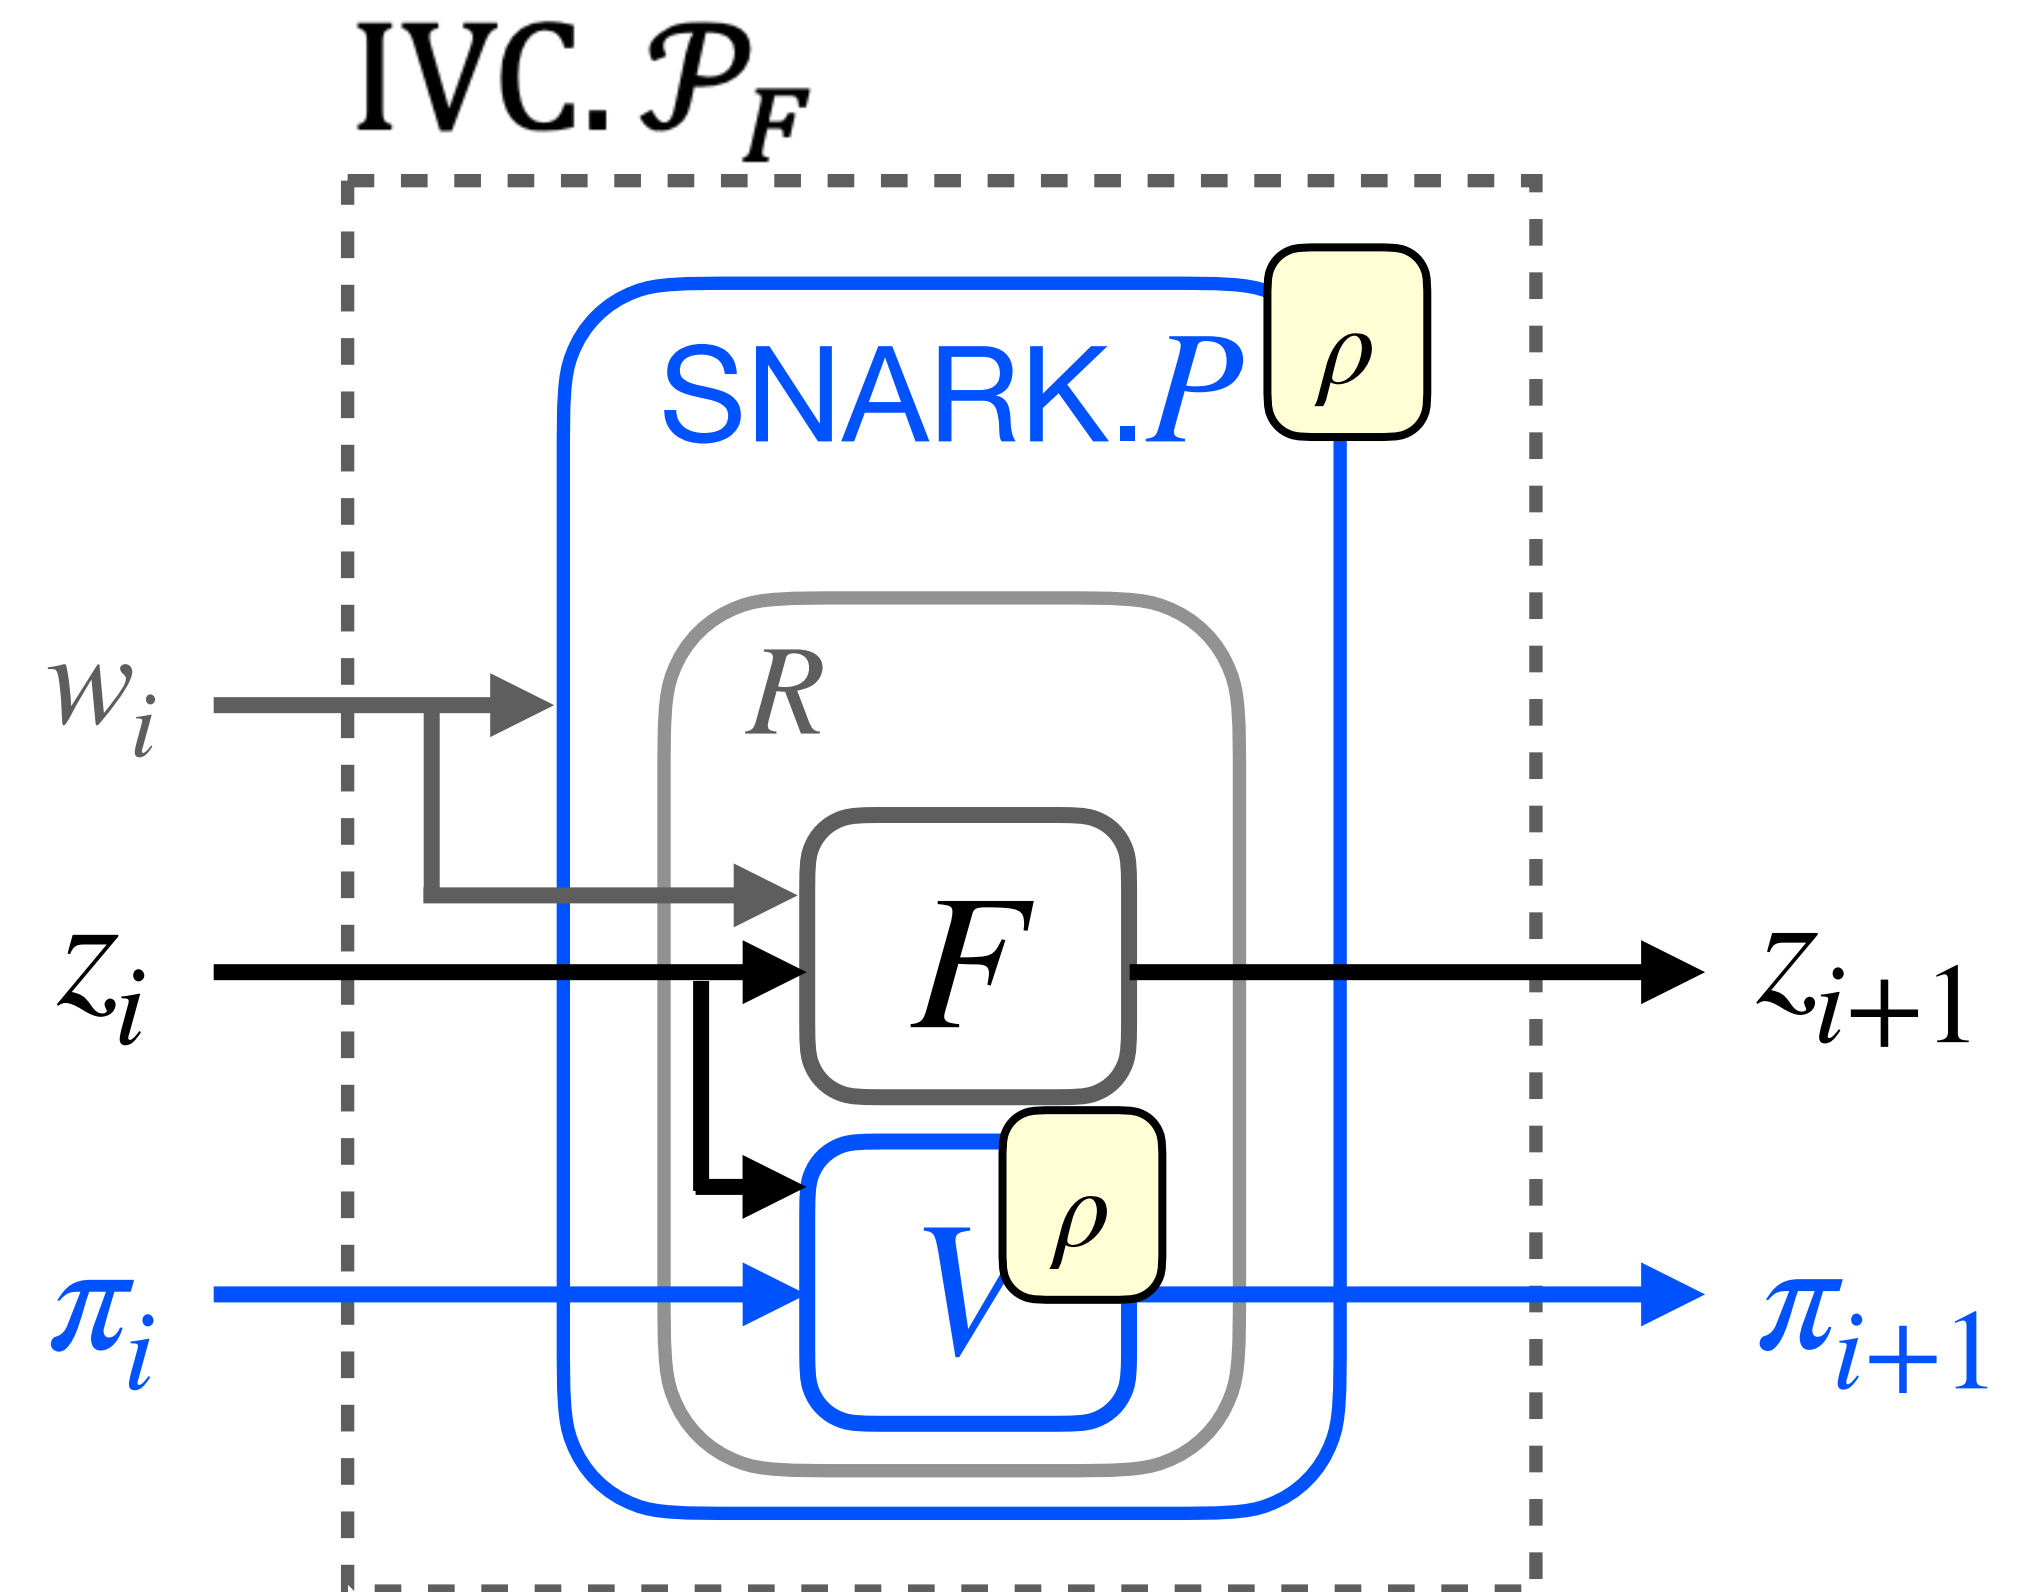 IVC. 𝒫_F
ρ
SNARK.P
R
w_i
F
z_i
z_{i+1}
ρ
V
π_i
π_{i+1}